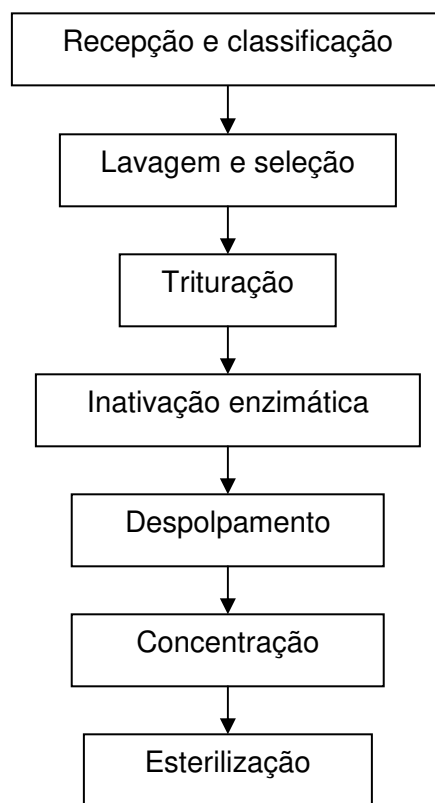 Recepção e classificação
Lavagem e seleção
Trituração
Inativação enzimática
Despolpamento
Concentração
Esterilização